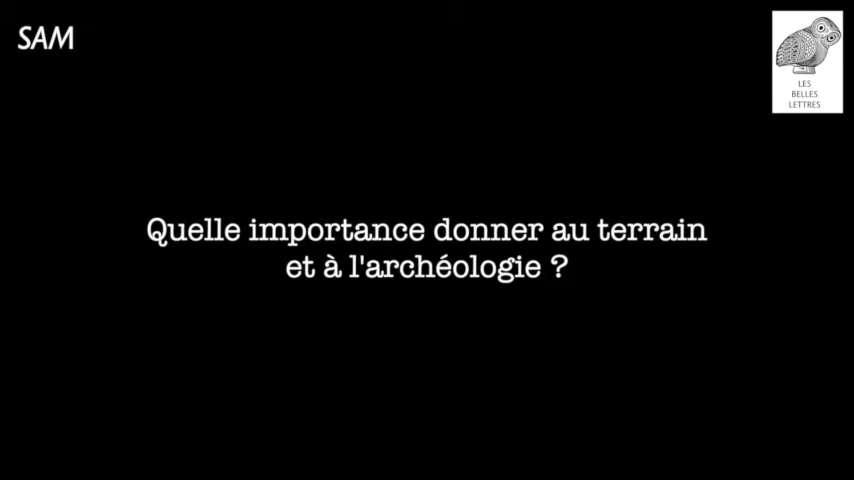 SAM
LES
BELLES
LETTRES
Quelle importance donner au terrain
et à l'archéologie ?